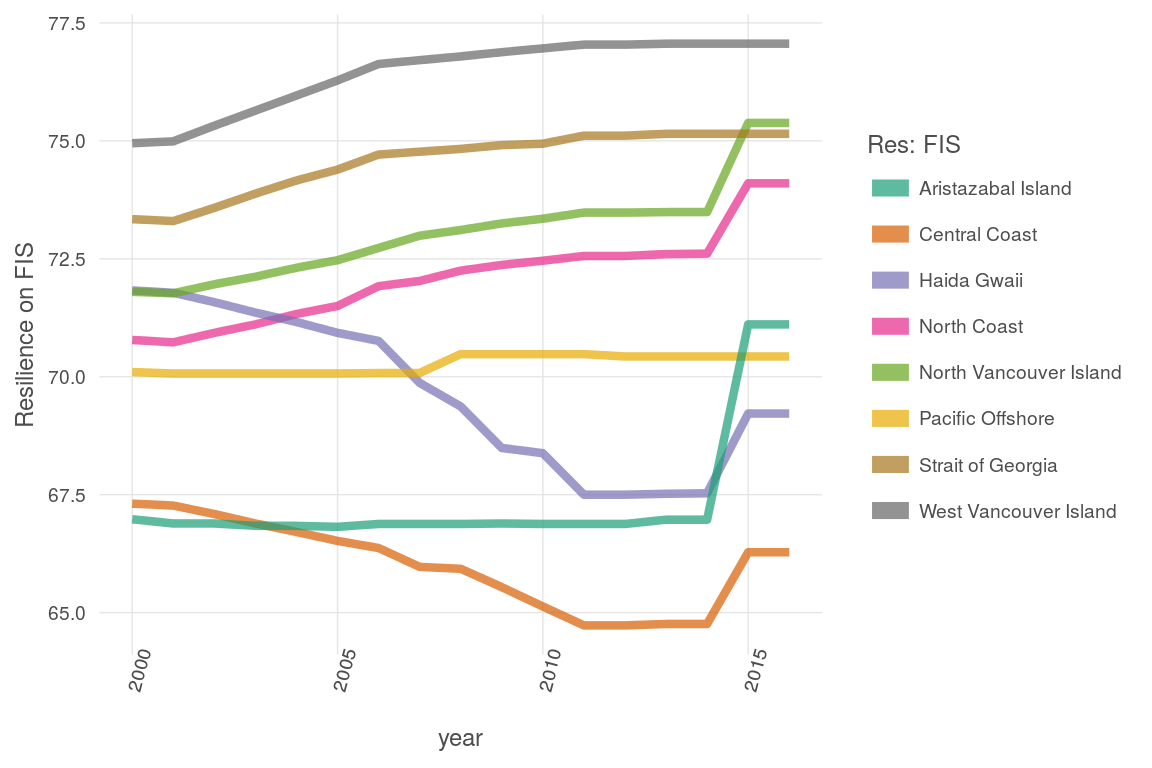 77.5
75.0
72.5
70.0
67.5
65.0
Resilience on FIS
2000
2005
2010
2015
year
Res: FIS
Aristazabal Island
Central Coast
Haida Gwaii
North Coast
North Vancouver Island
Pacific Offshore
Strait of Georgia
West Vancouver Island